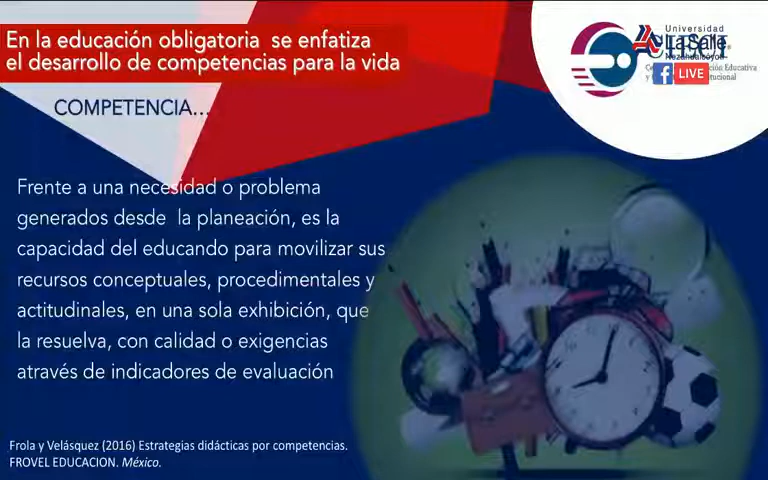 En la educación obligatoria se enfatiza
el desarrollo de competencias para la vida
COMPETENCIA...
Universidad
La Salle
Nezahualcóyotl
LIVE
Frente a una necesidad o problema
generados desde la planeación, es la
capacidad del educando para movilizar sus
recursos conceptuales, procedimentales y
actitudinales, en una sola exhibición, que
la resuelva, con calidad o exigencias
através de indicadores de evaluación
Frola y Velásquez (2016) Estrategias didácticas por competencias.
FROVEL EDUCACION. México.